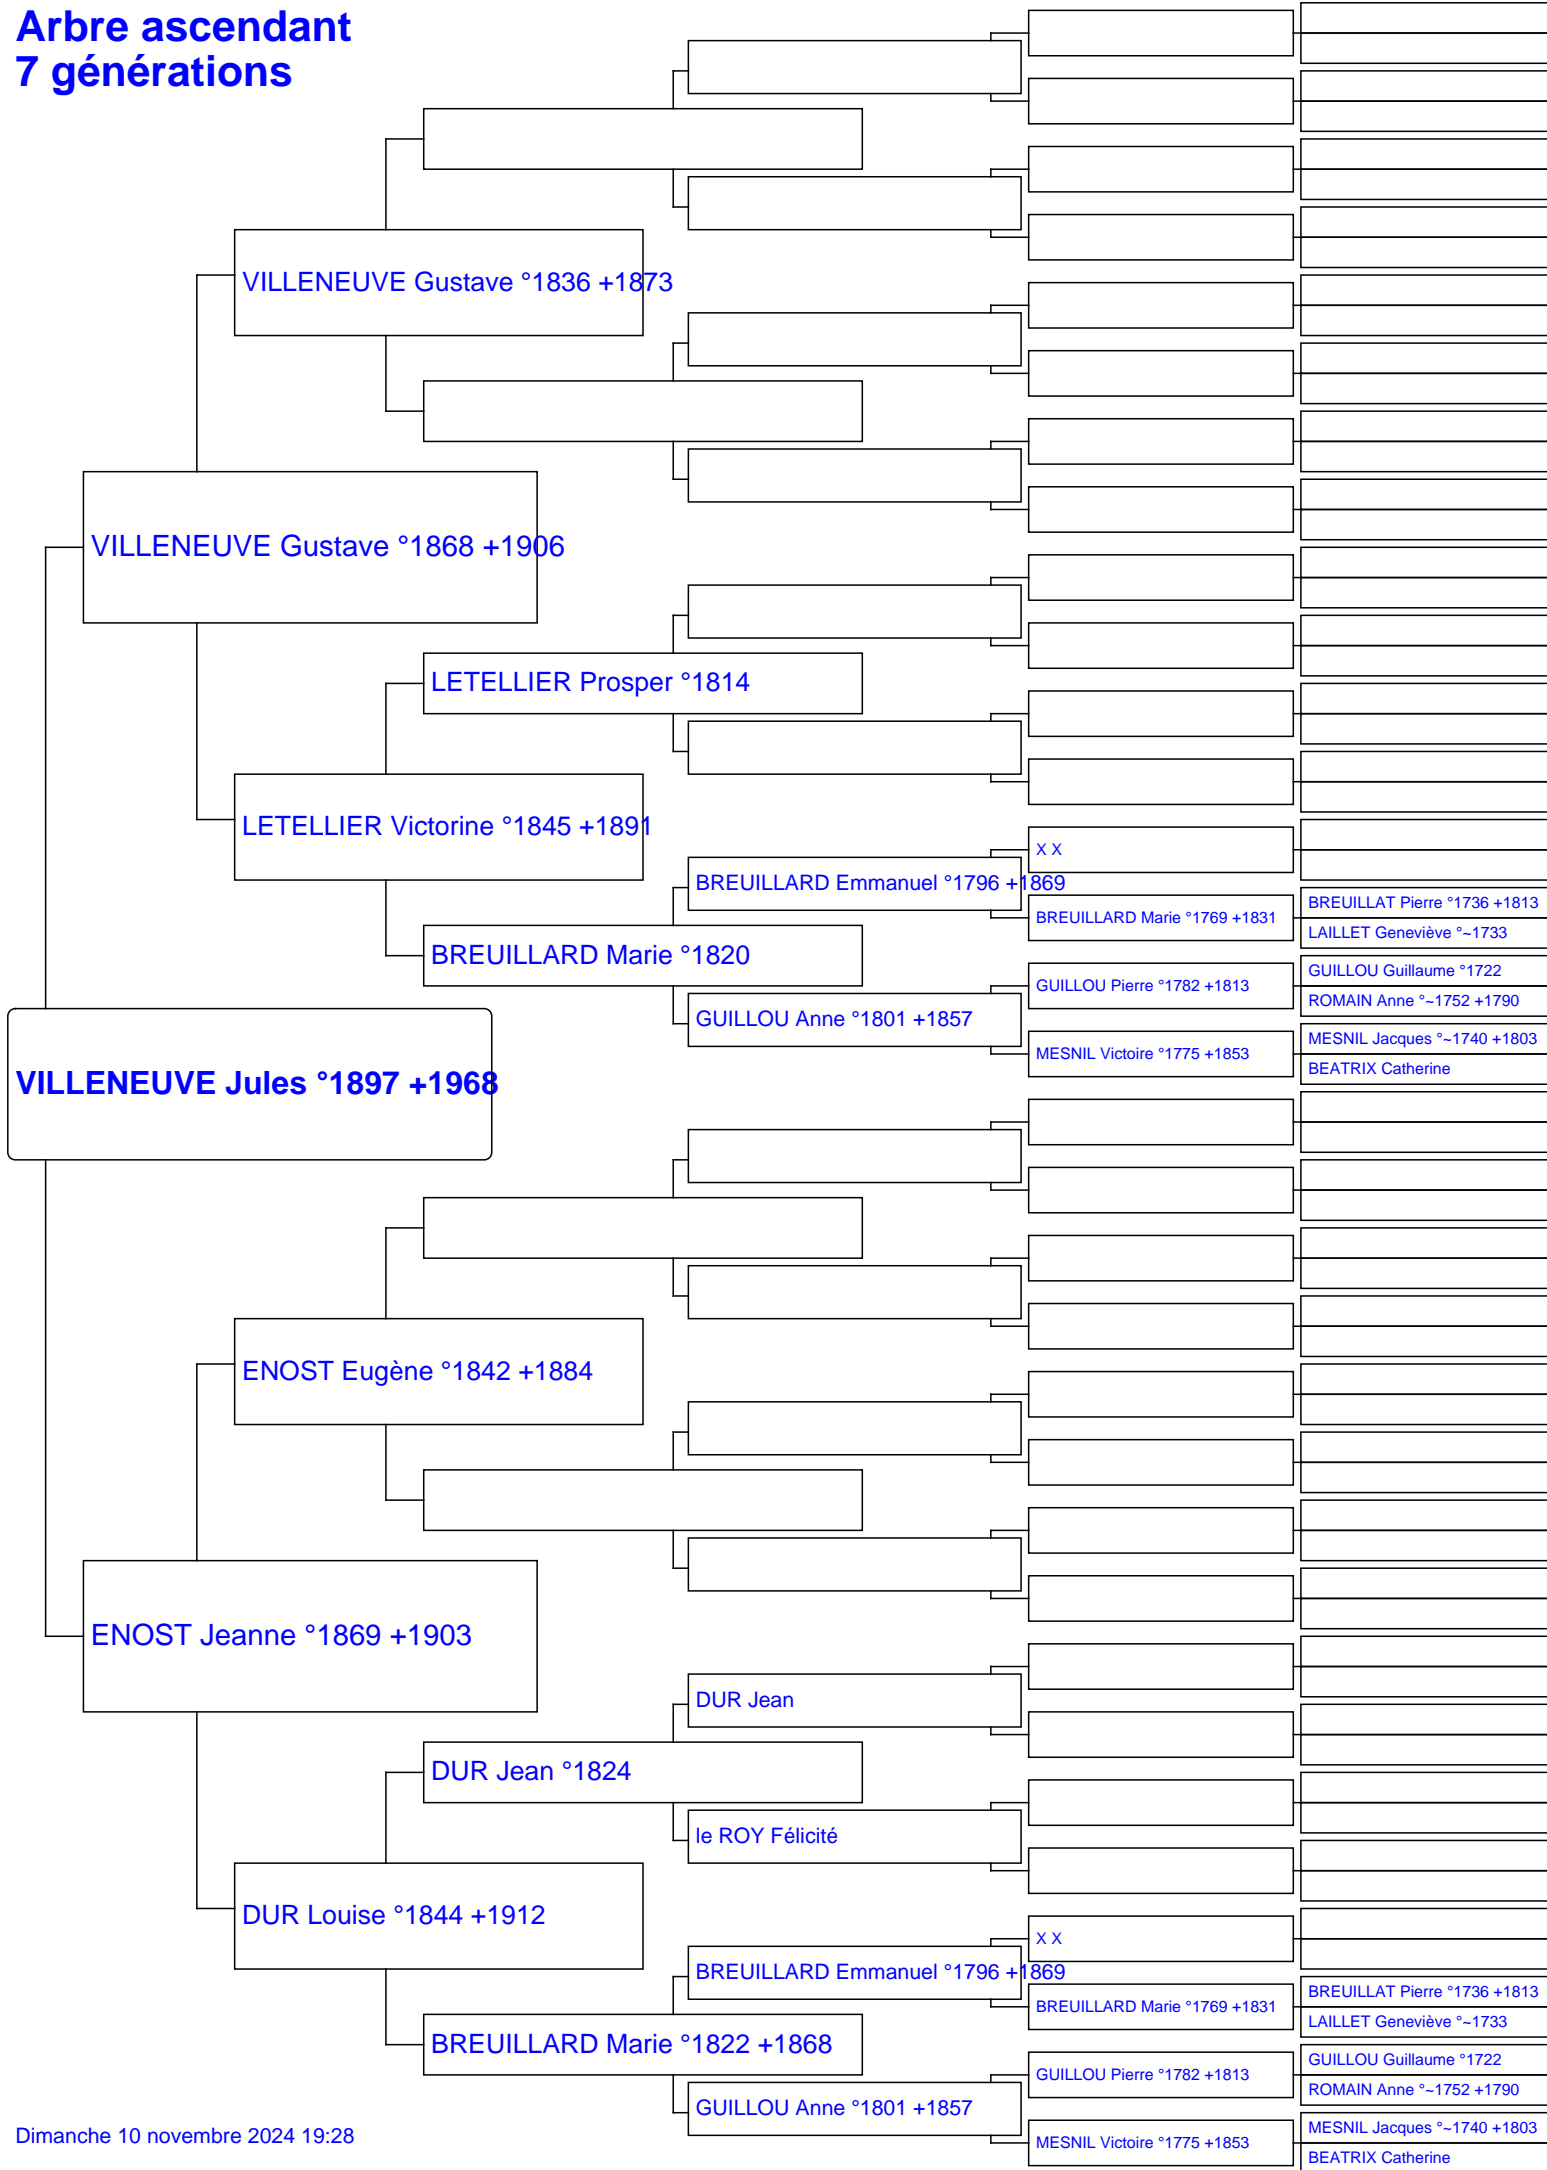 Arbre ascendant
7 générations
VILLENEUVE Gustave °1836 +1873
VILLENEUVE Gustave °1868 +1906
LETELLIER Prosper °1814
LETELLIER Victorine °1845 +1891
X X
BREUILLARD Emmanuel °1796 +1869
BREUILLAT Pierre °1736 +1813
BREUILLARD Marie °1769 +1831
LAILLET Geneviève °~1733
BREUILLARD Marie °1820
GUILLOU Guillaume °1722
GUILLOU Pierre °1782 +1813
ROMAIN Anne °~1752 +1790
GUILLOU Anne °1801 +1857
MESNIL Jacques °~1740 +1803
MESNIL Victoire °1775 +1853
BEATRIX Catherine
VILLENEUVE Jules °1897 +1968
ENOST Eugène °1842 +1884
ENOST Jeanne °1869 +1903
DUR Jean
DUR Jean °1824
le ROY Félicité
DUR Louise °1844 +1912
X X
BREUILLARD Emmanuel °1796 +1869
BREUILLAT Pierre °1736 +1813
BREUILLARD Marie °1769 +1831
LAILLET Geneviève °~1733
BREUILLARD Marie °1822 +1868
GUILLOU Guillaume °1722
GUILLOU Pierre °1782 +1813
ROMAIN Anne °~1752 +1790
GUILLOU Anne °1801 +1857
MESNIL Jacques °~1740 +1803
MESNIL Victoire °1775 +1853
BEATRIX Catherine
Dimanche 10 novembre 2024 19:28